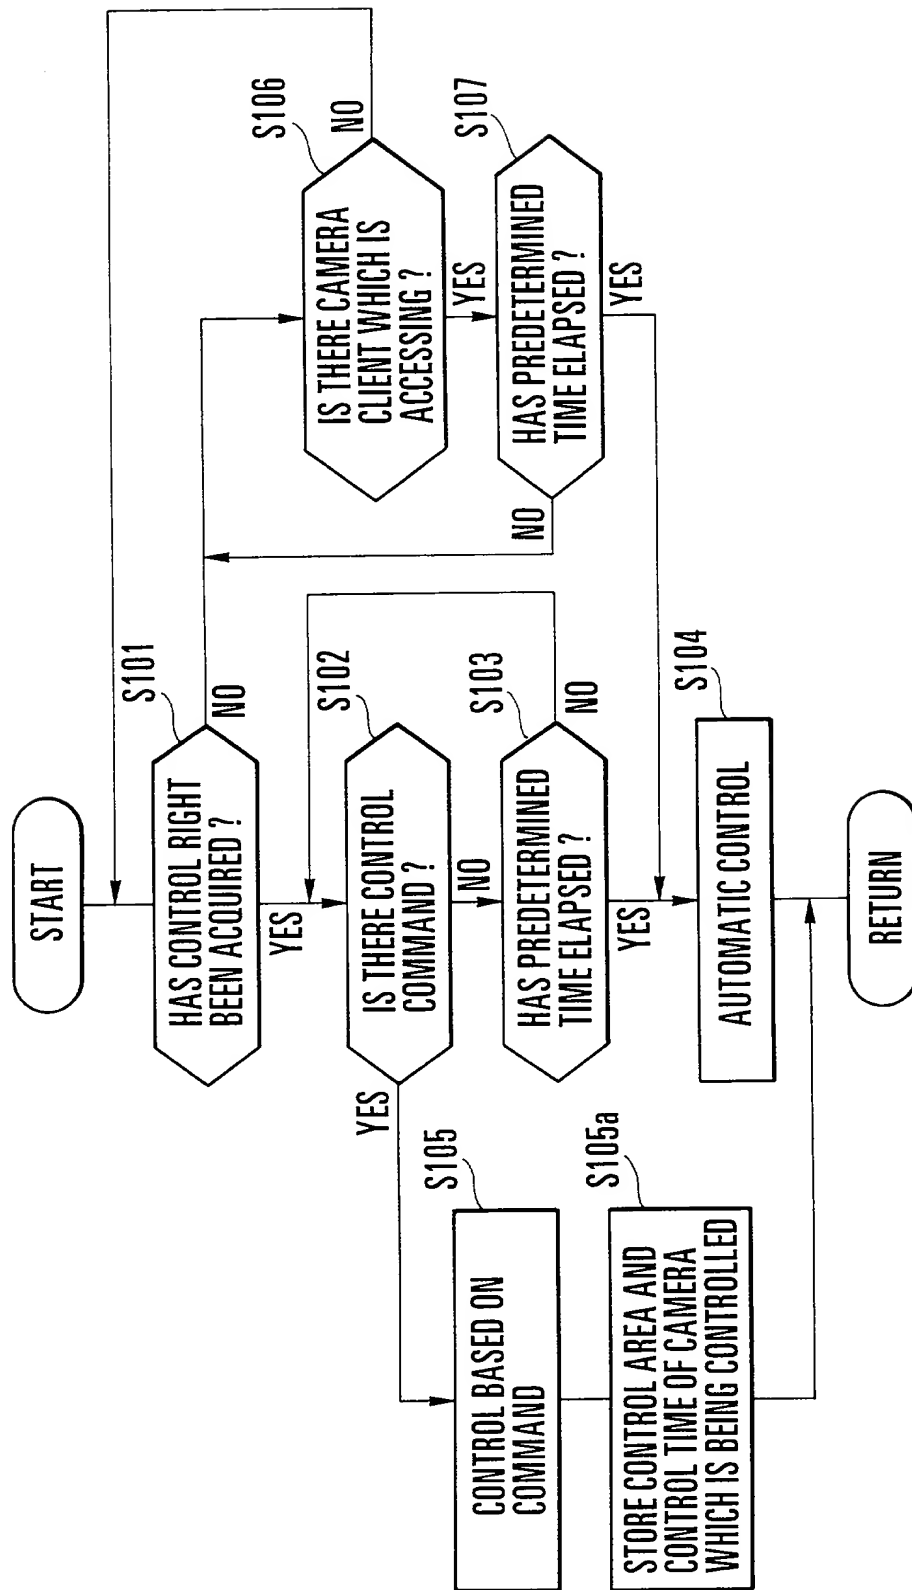 START
S101
HAS CONTROL RIGHT
BEEN ACQUIRED ?
NO
YES
S102
IS THERE CONTROL
COMMAND ?
YES
NO
S103
HAS PREDETERMINED
TIME ELAPSED ?
NO
YES
S104
AUTOMATIC CONTROL
RETURN
S105
CONTROL BASED ON
COMMAND
S105a
STORE CONTROL AREA AND
CONTROL TIME OF CAMERA
WHICH IS BEING CONTROLLED
S106
IS THERE CAMERA
CLIENT WHICH IS
ACCESSING ?
NO
YES
S107
HAS PREDETERMINED
TIME ELAPSED ?
NO
YES